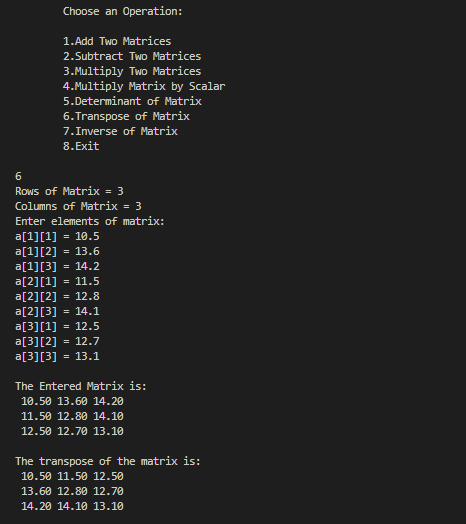 Choose an Operation:
1.Add Two Matrices
2.Subtract Two Matrices
3.Multiply Two Matrices
4.Multiply Matrix by Scalar
5.Determinant of Matrix
6.Transpose of Matrix
7.Inverse of Matrix
8.Exit
6
Rows of Matrix = 3
Columns of Matrix = 3
Enter elements of matrix:
a[1][1] = 10.5
a[1][2] = 13.6
a[1][3] = 14.2
a[2][1] = 11.5
a[2][2] = 12.8
a[2][3] = 14.1
a[3][1] = 12.5
a[3][2] = 12.7
a[3][3] = 13.1
The Entered Matrix is:
10.50 13.60 14.20
11.50 12.80 14.10
12.50 12.70 13.10
The transpose of the matrix is:
10.50 11.50 12.50
13.60 12.80 12.70
14.20 14.10 13.10